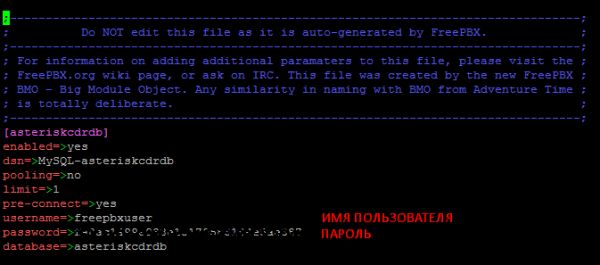 ;---------------------------------------------------------------------------;
; Do NOT edit this file as it is auto-generated by FreePBX. ;
;---------------------------------------------------------------------------;
; For information on adding additional paramaters to this file, please visit the ;
; FreePBX.org wiki page, or ask on IRC. This file was created by the new FreePBX ;
; BMO - Big Module Object. Any similarity in naming with BMO from Adventure Time ;
; is totally deliberate. ;
;---------------------------------------------------------------------------;
[asteriskcdrdb]
enabled=>yes
dsn=>MySQL-asteriskcdrdb
pooling=>no
limit=>1
pre-connect=>yes
username=>freepbxuser ИМЯ ПОЛЬЗОВАТЕЛЯ
password=> ПАРОЛЬ
database=>asteriskcdrdb